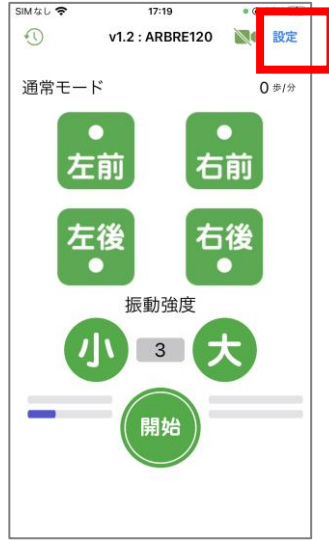 SIMなし 17:19
v1.2 : ARBRE120 設定
通常モード 0 歩/分
左前 右前
左後 右後
振動強度
小 3 大
開始